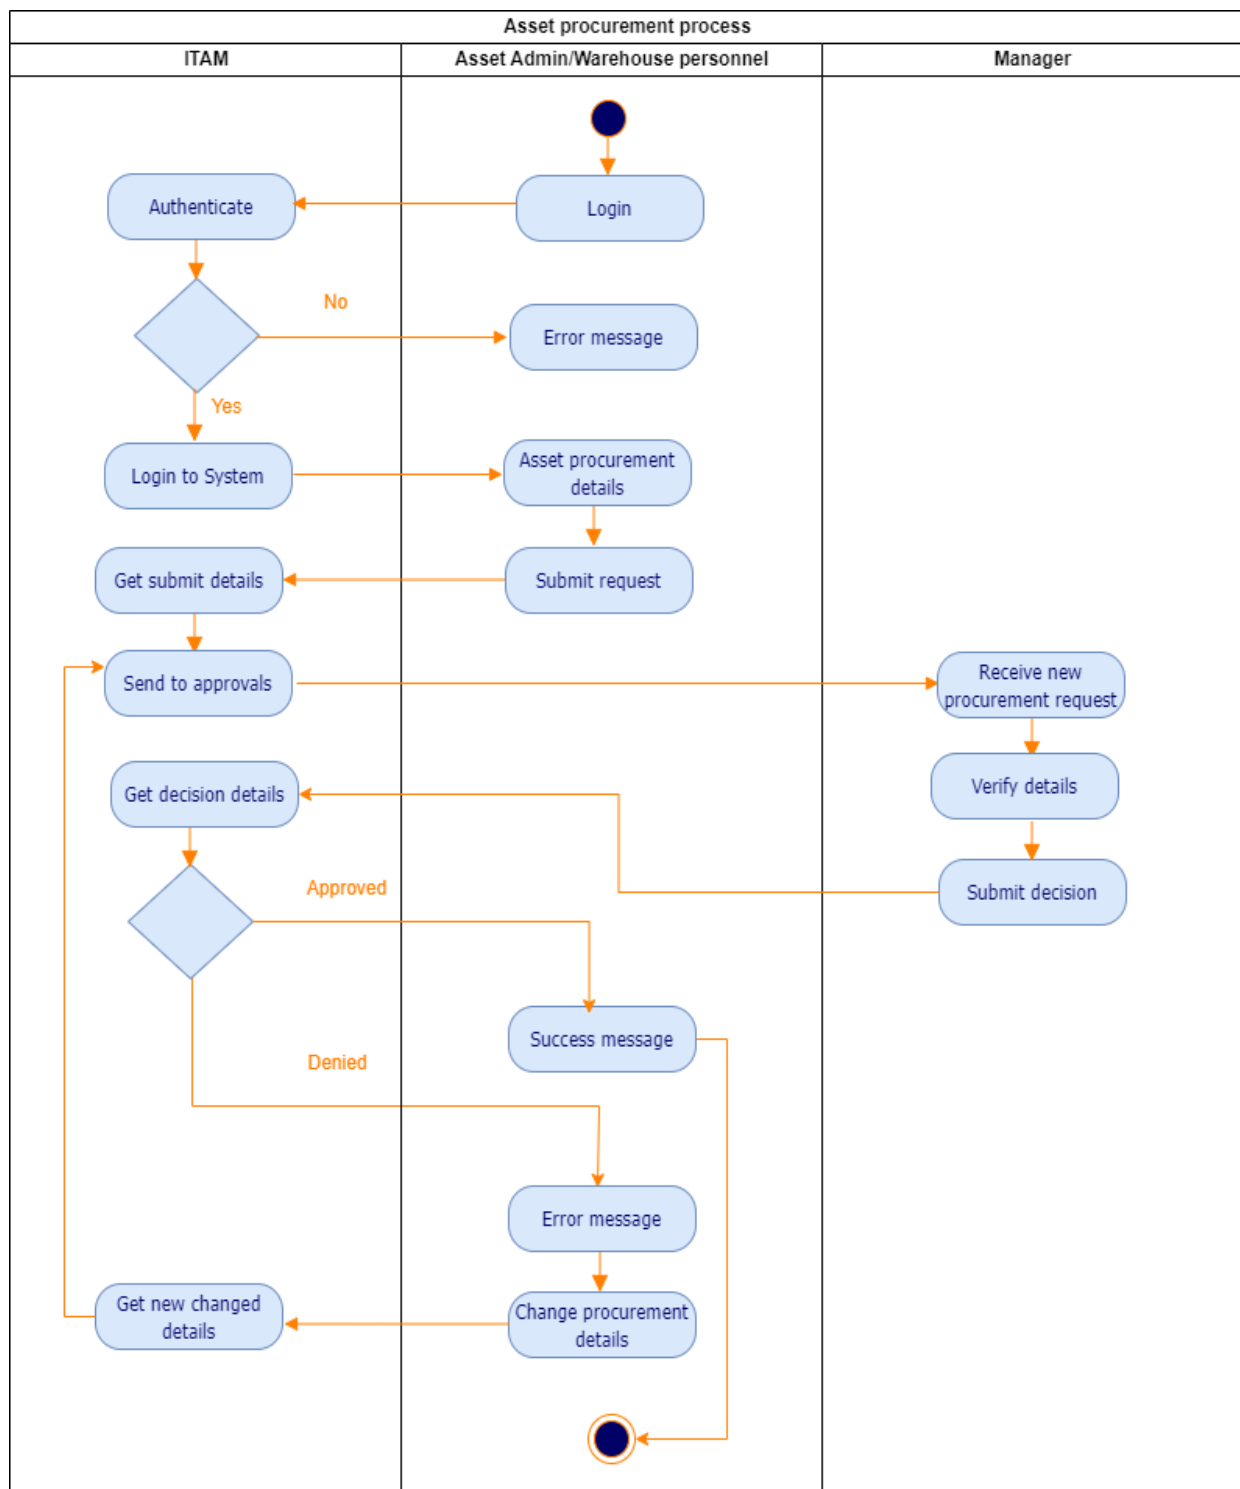 Asset procurement process
ITAM
Asset Admin/Warehouse personnel
Manager
Authenticate
Login
No
Error message
Yes
Login to System
Asset procurement
details
Get submit details
Submit request
Send to approvals
Receive new
procurement request
Get decision details
Verify details
Approved
Submit decision
Success message
Denied
Error message
Get new changed
details
Change procurement
details